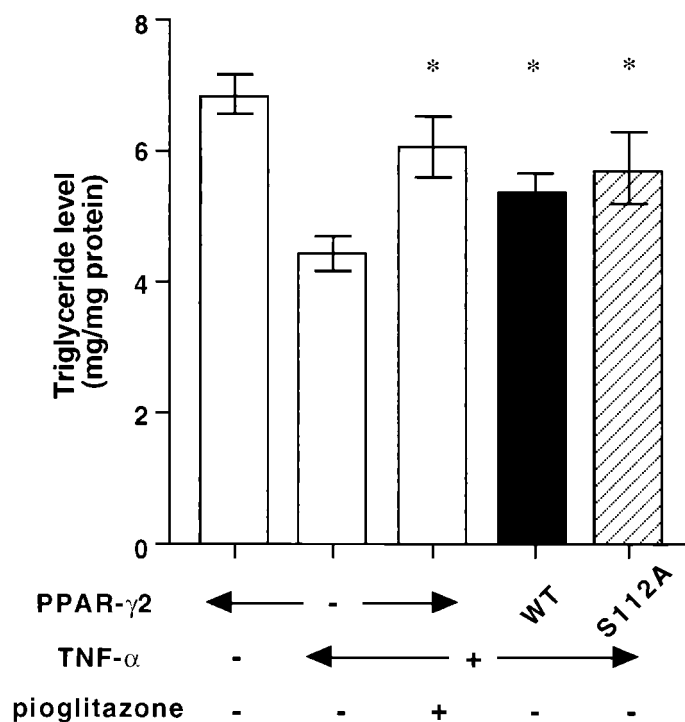 Triglyceride level
(mg/mg protein)
8
6
4
2
0
* * *
PPAR-γ2 - WT S112A
TNF-α - +
pioglitazone - - + - -